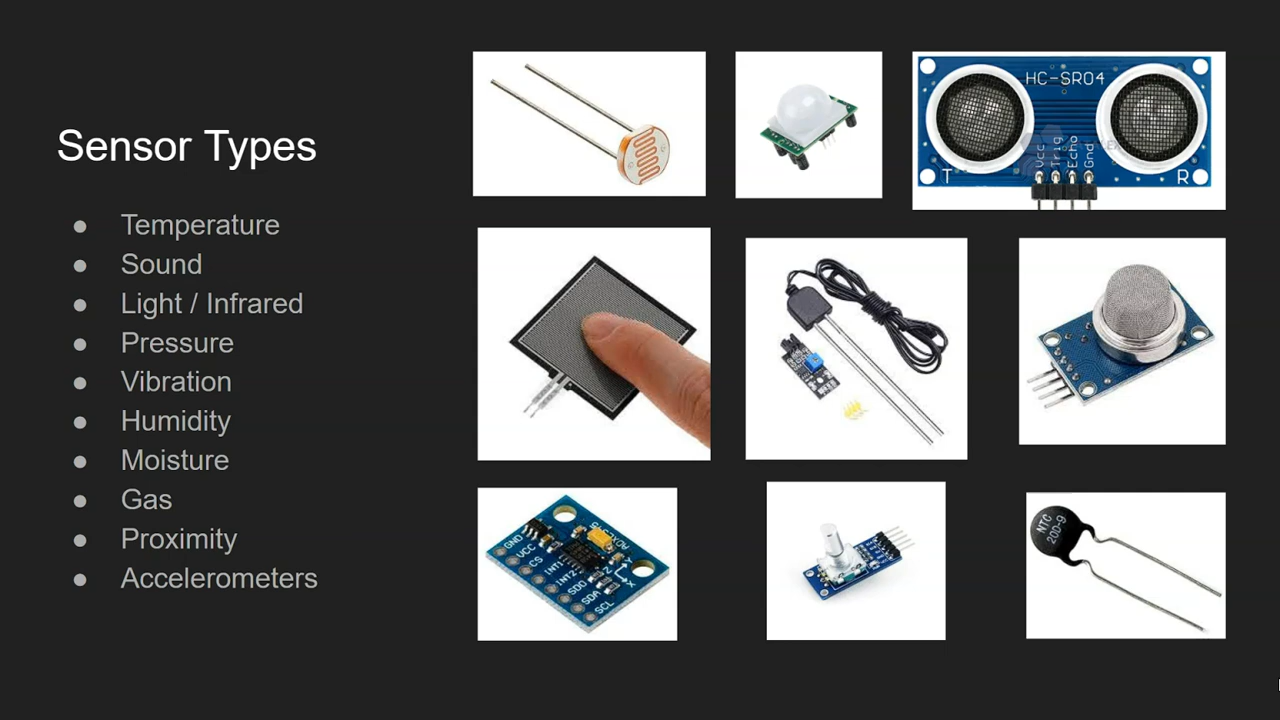 Sensor Types
● Temperature
● Sound
● Light / Infrared
● Pressure
● Vibration
● Humidity
● Moisture
● Gas
● Proximity
● Accelerometers
HC-SR04
Vcc
Trig
Echo
Gnd
T
R
GND
VCC
CS
INT1
INT2
SDO
SDA
SCL
X
NTC
20D-9